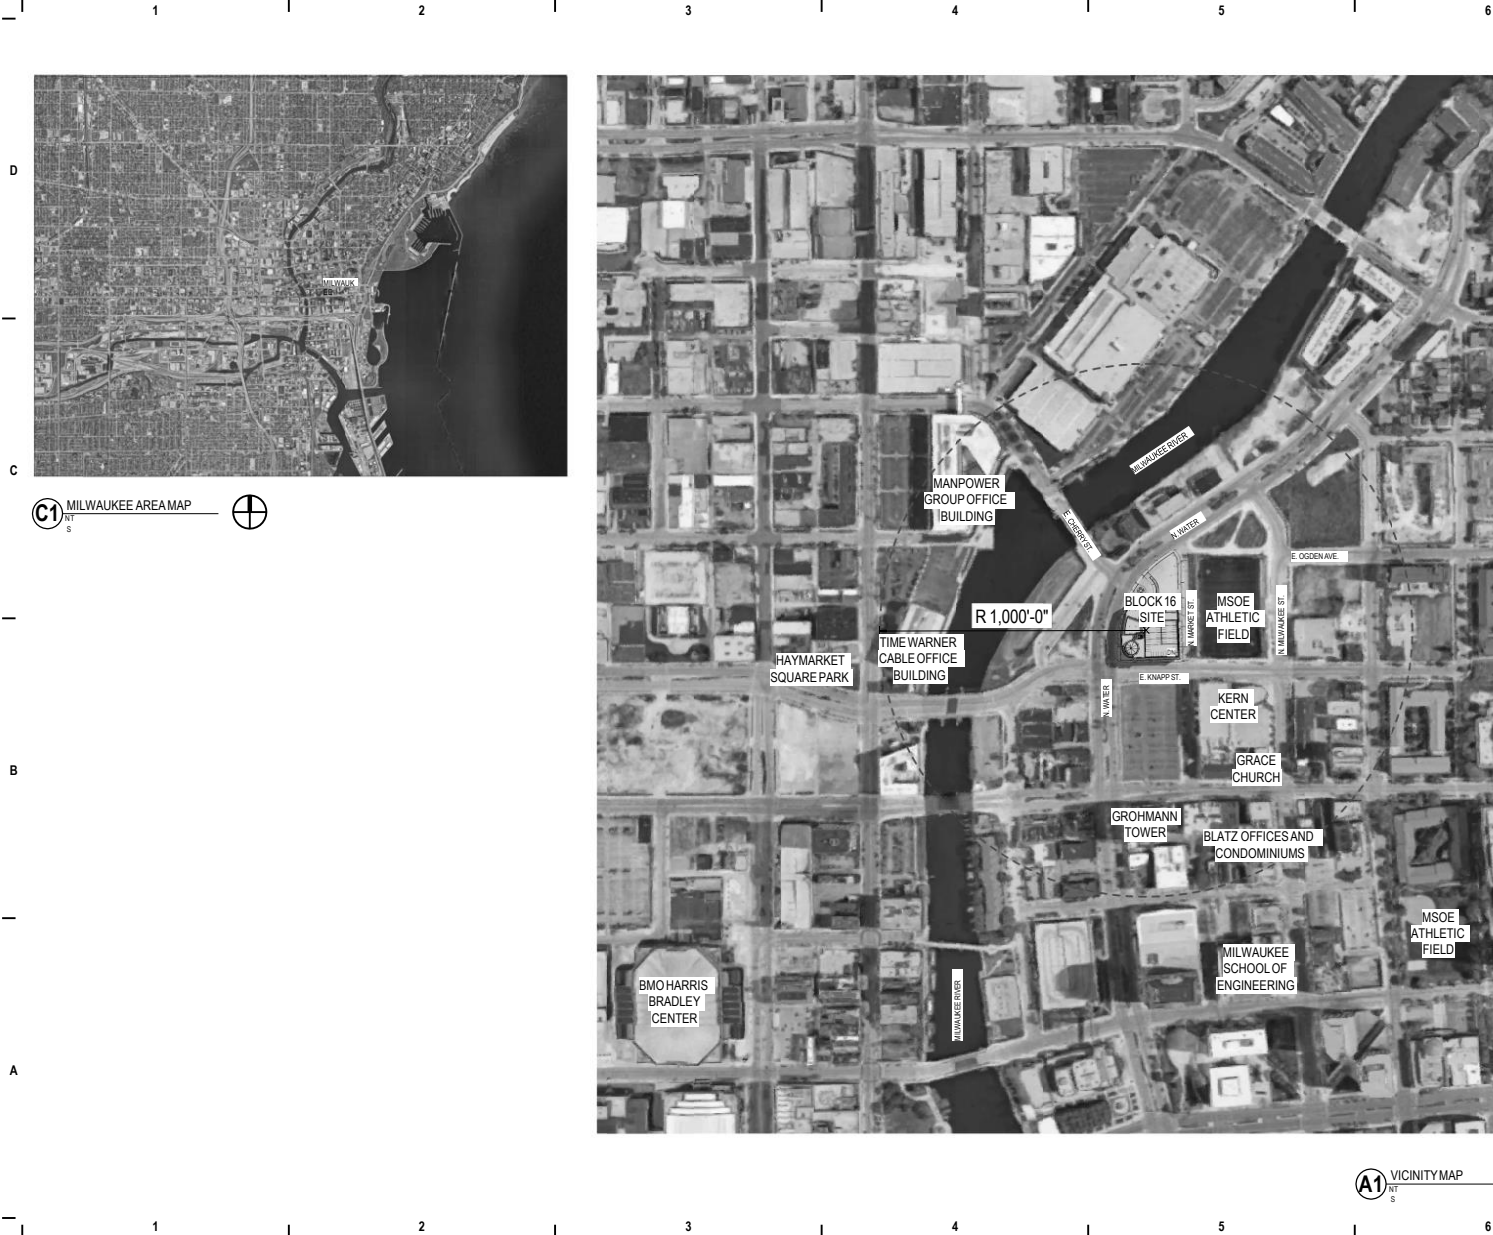 1 2 3 4 5 6
D
C
B
A
MILWAUK
EE
C1 MILWAUKEE AREA MAP
NT
S
MILWAUKEE RIVER
MANPOWER
GROUP OFFICE
BUILDING
E. CHERRY ST.
N. WATER
E. OGDEN AVE.
BLOCK 16
SITE
N. MARKET ST.
MSOE
ATHLETIC
FIELD
N. MILWAUKEE ST.
R 1,000'-0"
X
DN
TIME WARNER
CABLE OFFICE
BUILDING
HAYMARKET
SQUARE PARK
E. KNAPP ST.
N. WATER
KERN
CENTER
GRACE
CHURCH
GROHMANN
TOWER
BLATZ OFFICES AND
CONDOMINIUMS
MSOE
ATHLETIC
FIELD
MILWAUKEE
SCHOOL OF
ENGINEERING
BMO HARRIS
BRADLEY
CENTER
MILWAUKEE RIVER
A1 VICINITY MAP
NT
S
1 2 3 4 5 6